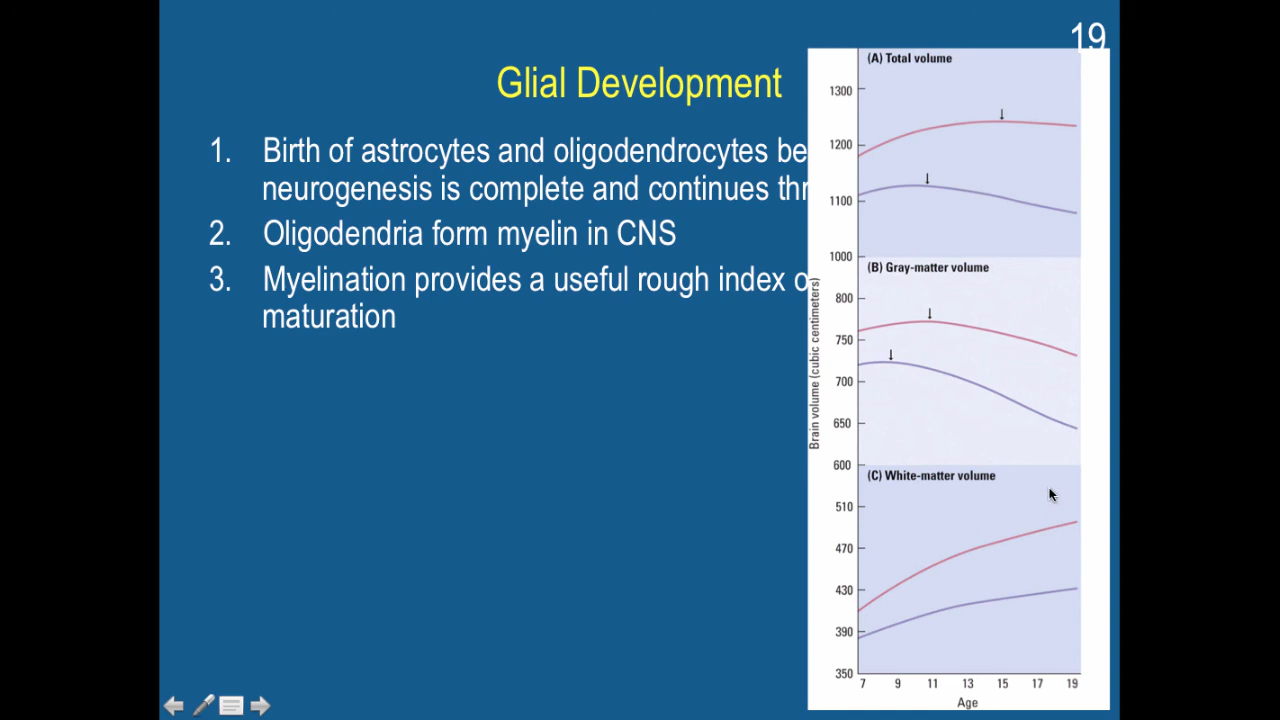 19
Glial Development
1. Birth of astrocytes and oligodendrocytes be
neurogenesis is complete and continues thr
2. Oligodendria form myelin in CNS
3. Myelination provides a useful rough index o
maturation
(A) Total volume
1300
1200
1100
1000
(B) Gray-matter volume
800
750
700
650
600
(C) White-matter volume
510
470
430
390
350
7 9 11 13 15 17 19
Age
Brain volume (cubic centimeters)